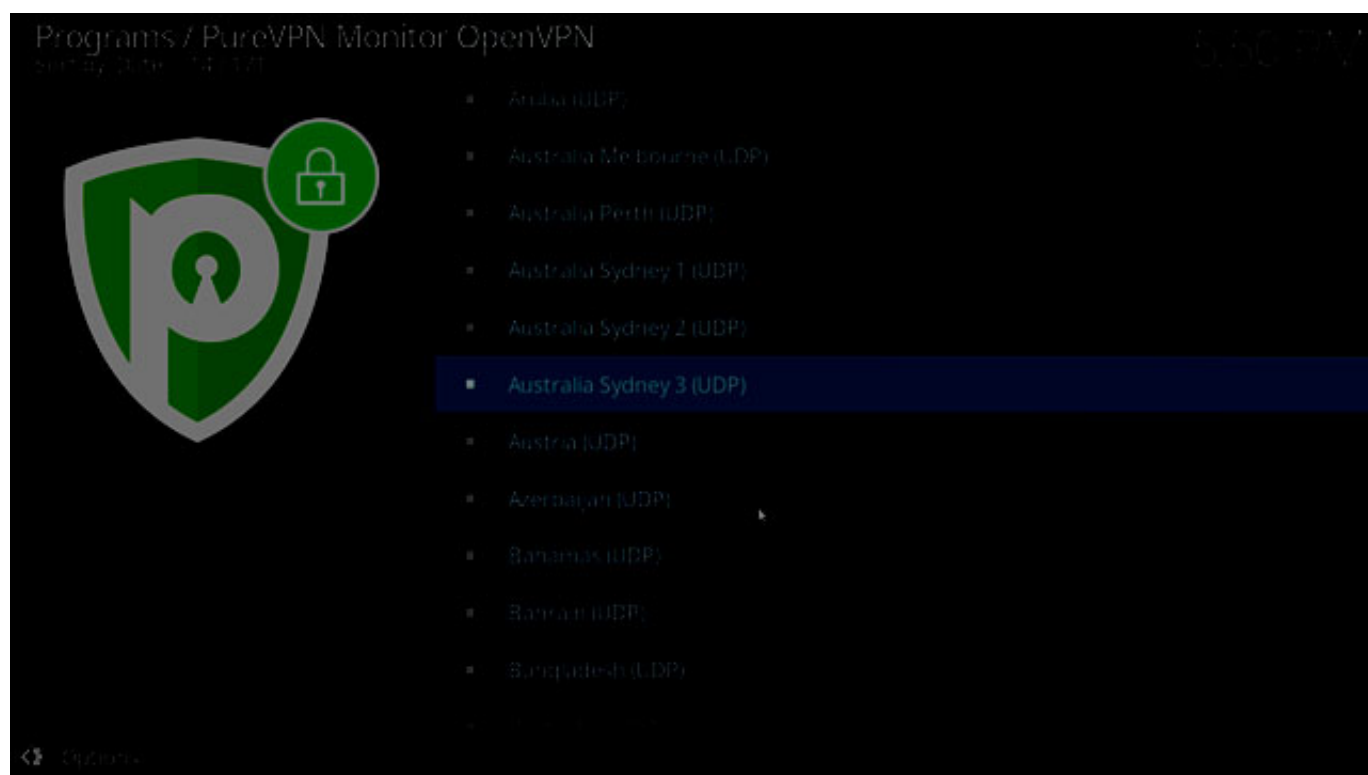 Programs / PureVPN Monitor OpenVPN
Aruba (UDP)
Australia Melbourne (UDP)
Australia Perth (UDP)
Australia Sydney 1 (UDP)
Australia Sydney 2 (UDP)
Australia Sydney 3 (UDP)
Austria (UDP)
Azerbaijan (UDP)
Bahamas (UDP)
Bahrain (UDP)
Bangladesh (UDP)
Options